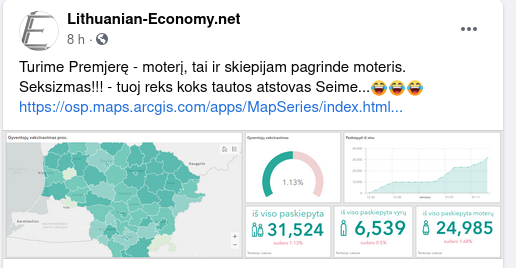 Lithuanian-Economy.net
8 h ·
Turime Premjerę - moterį, tai ir skiepijam pagrinde moteris.
Seksizmas!!! - tuoj reks koks tautos atstovas Seime...😂😂😂
https://osp.maps.arcgis.com/apps/MapSeries/index.html...
Gyventojų vakcinavimas proc.
Gyventojų vakcinavimas
1.13%
Paskiepyti iš viso
iš viso paskiepyta
31,524
sudaro 1.13%
iš viso paskiepyta vyrų
6,539
sudaro 0.5%
iš viso paskiepyta moterų
24,985
sudaro 1.68%